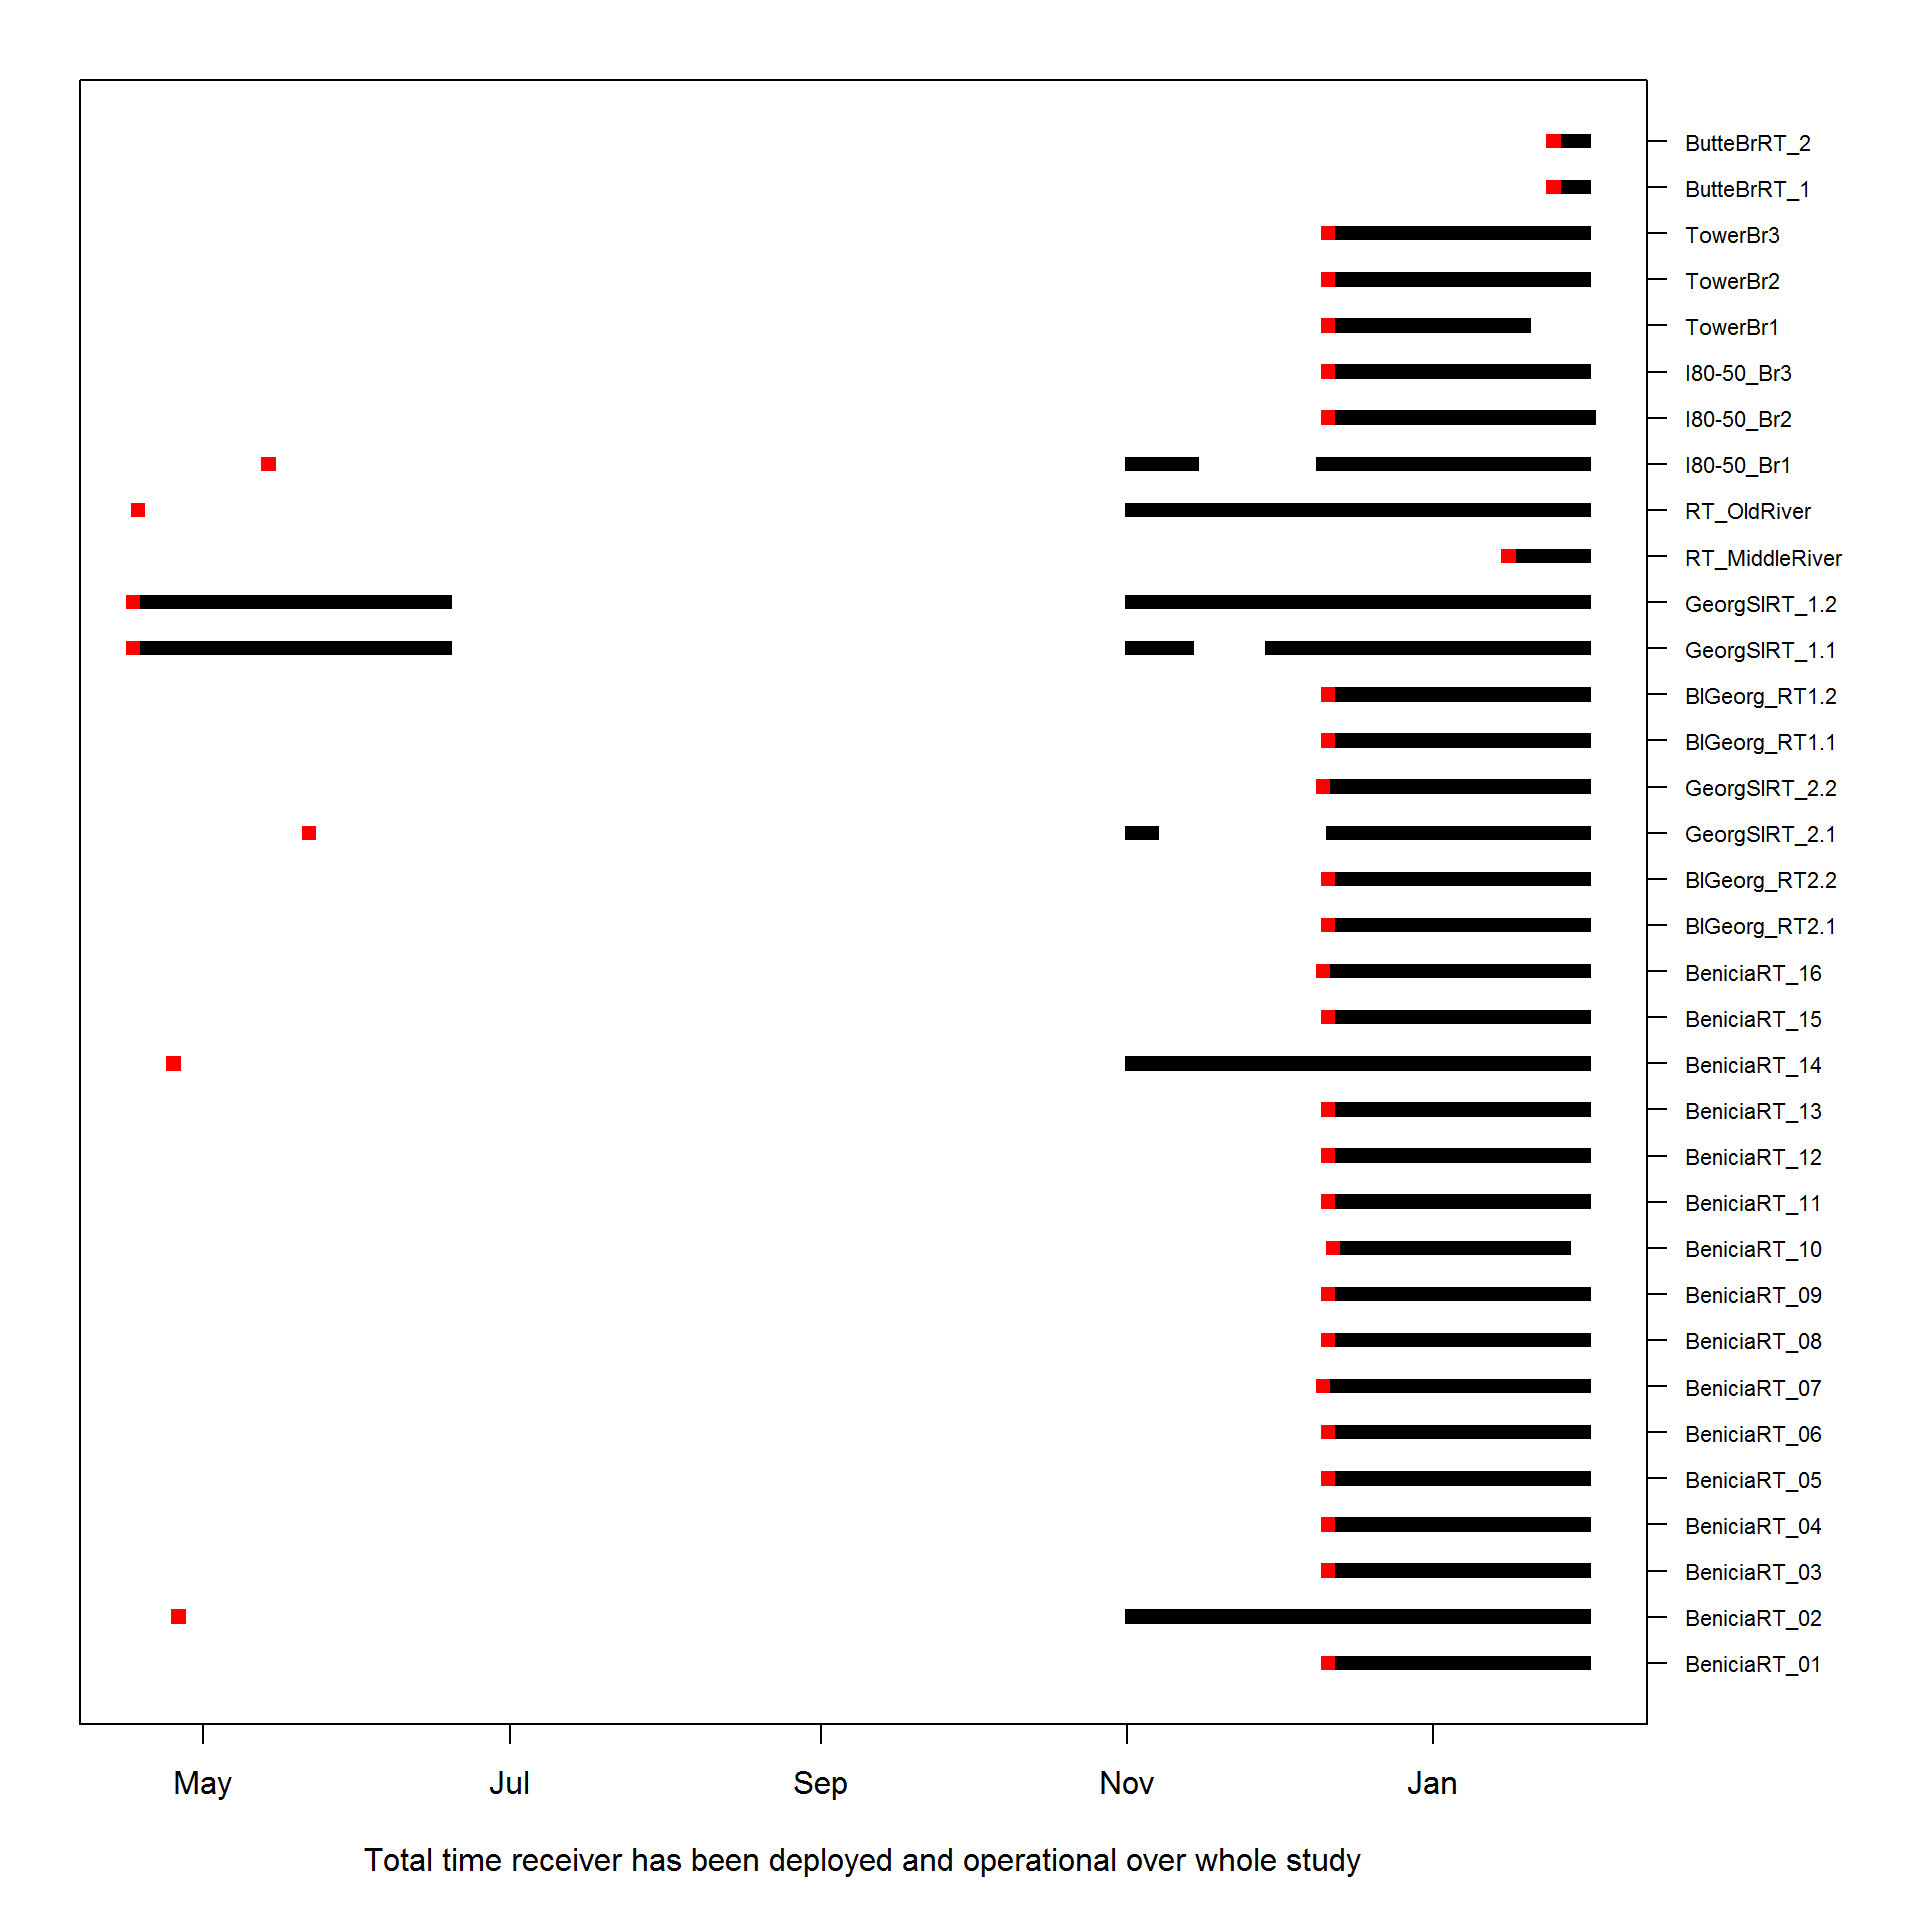 ButteBrRT_2
ButteBrRT_1
TowerBr3
TowerBr2
TowerBr1
I80-50_Br3
I80-50_Br2
I80-50_Br1
RT_OldRiver
RT_MiddleRiver
GeorgSlRT_1.2
GeorgSlRT_1.1
BlGeorg_RT1.2
BlGeorg_RT1.1
GeorgSlRT_2.2
GeorgSlRT_2.1
BlGeorg_RT2.2
BlGeorg_RT2.1
BeniciaRT_16
BeniciaRT_15
BeniciaRT_14
BeniciaRT_13
BeniciaRT_12
BeniciaRT_11
BeniciaRT_10
BeniciaRT_09
BeniciaRT_08
BeniciaRT_07
BeniciaRT_06
BeniciaRT_05
BeniciaRT_04
BeniciaRT_03
BeniciaRT_02
BeniciaRT_01
May Jul Sep Nov Jan
Total time receiver has been deployed and operational over whole study